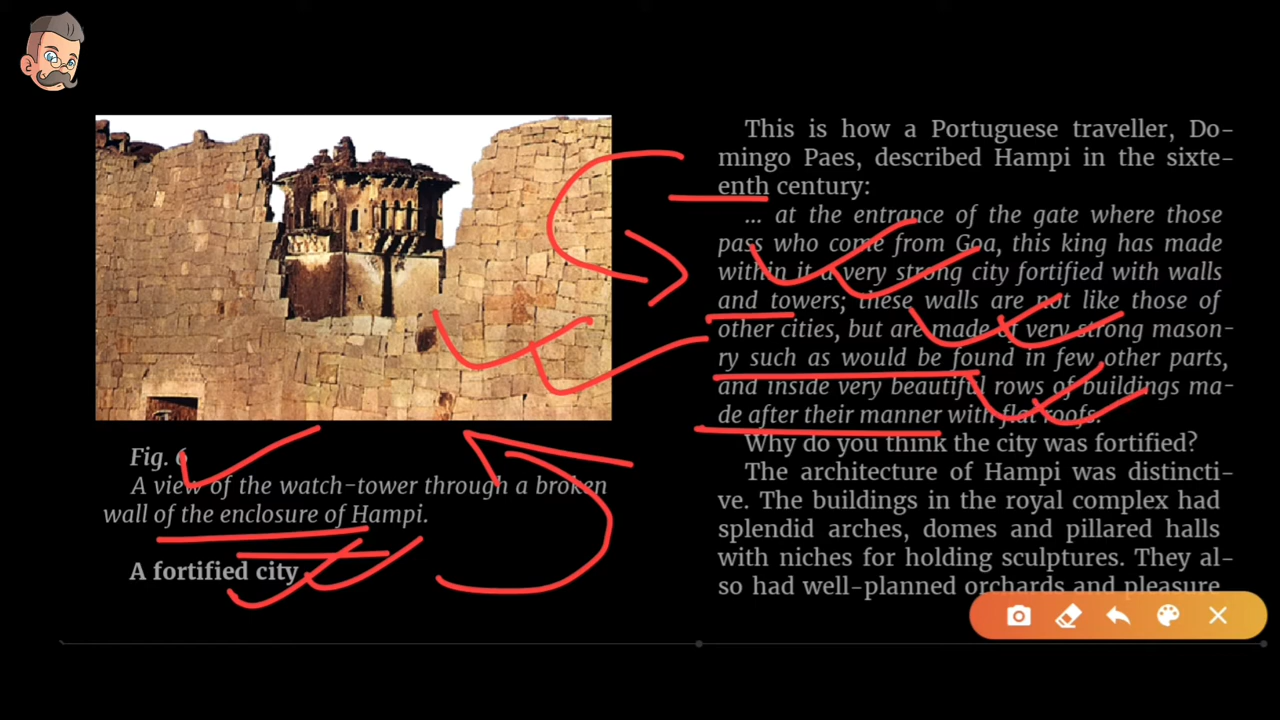 Fig. 6
A view of the watch-tower through a broken
wall of the enclosure of Hampi.
A fortified city
This is how a Portuguese traveller, Do-
mingo Paes, described Hampi in the sixte-
enth century:
... at the entrance of the gate where those
pass who come from Goa, this king has made
within it a very strong city fortified with walls
and towers; these walls are not like those of
other cities, but are made of very strong mason-
ry such as would be found in few other parts,
and inside very beautiful rows of buildings ma-
de after their manner with flat roofs.
Why do you think the city was fortified?
The architecture of Hampi was distincti-
ve. The buildings in the royal complex had
splendid arches, domes and pillared halls
with niches for holding sculptures. They al-
so had well-planned orchards and pleasure